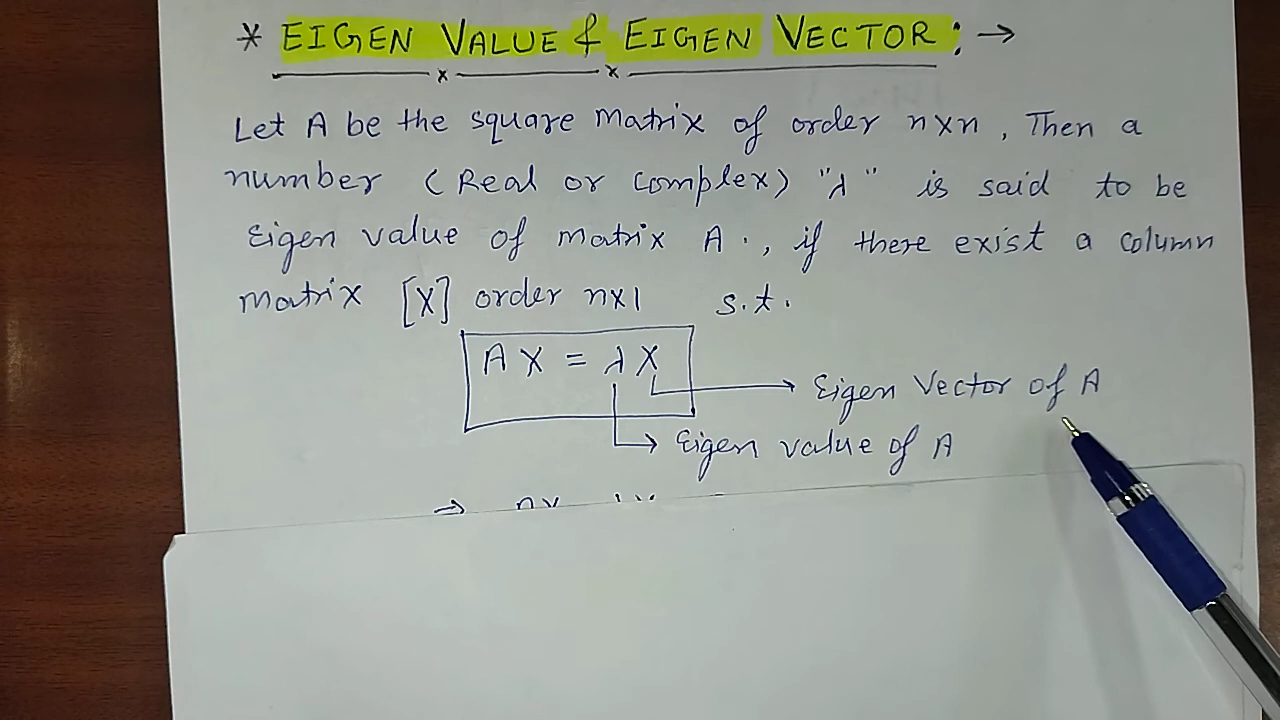 * EIGEN VALUE & EIGEN VECTOR : →
Let A be the square matrix of order n×n, Then a
number (Real or complex) "λ" is said to be
Eigen value of matrix A., if there exist a column
matrix [X] order n×1 s.t.
AX = λX
→ Eigen Vector of A
→ Eigen value of A
→